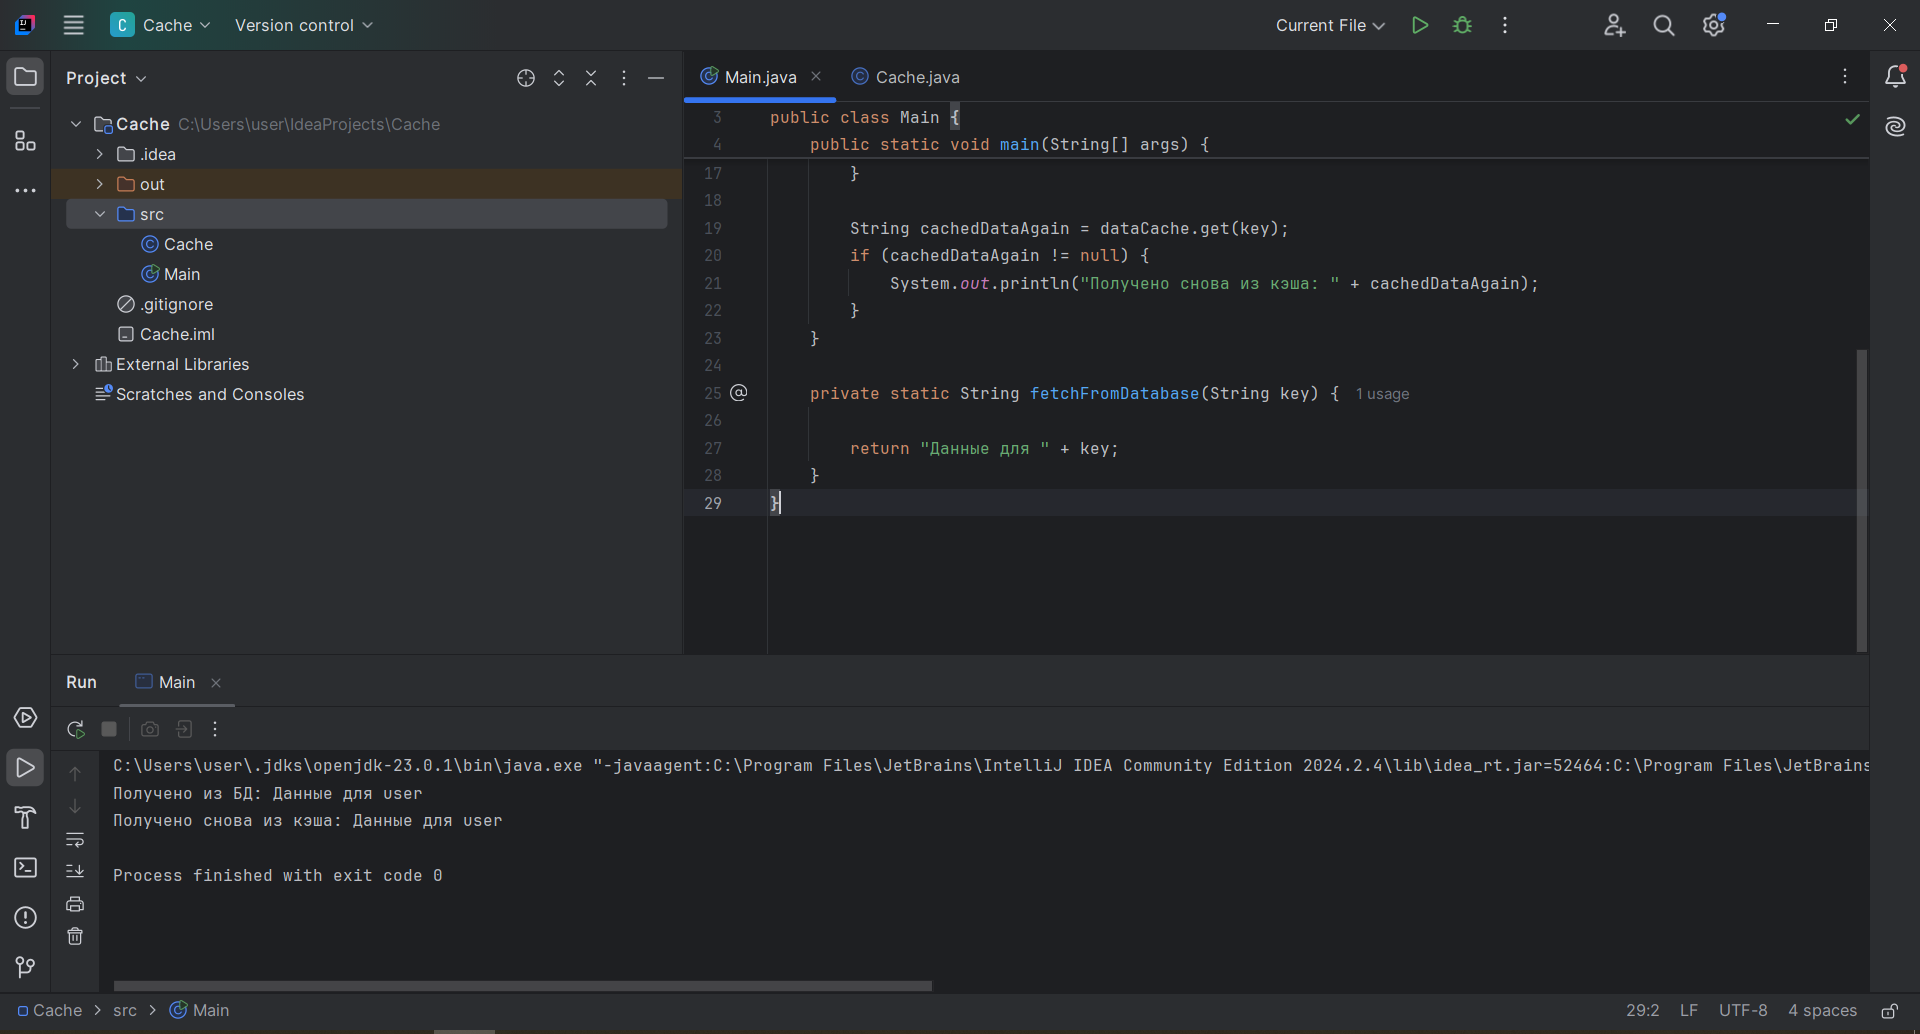 C Cache Version control Current File
Project
Main.java Cache.java
Cache C:\Users\user\IdeaProjects\Cache
.idea
out
src
Cache
Main
.gitignore
Cache.iml
External Libraries
Scratches and Consoles
3 public class Main {
4 public static void main(String[] args) {
17 }
18
19 String cachedDataAgain = dataCache.get(key);
20 if (cachedDataAgain != null) {
21 System.out.println("Получено снова из кэша: " + cachedDataAgain);
22 }
23 }
24
25 private static String fetchFromDatabase(String key) { 1 usage
26
27 return "Данные для " + key;
28 }
29 }
Run Main
C:\Users\user\.jdks\openjdk-23.0.1\bin\java.exe "-javaagent:C:\Program Files\JetBrains\IntelliJ IDEA Community Edition 2024.2.4\lib\idea_rt.jar=52464:C:\Program Files\JetBrains
Получено из БД: Данные для user
Получено снова из кэша: Данные для user
Process finished with exit code 0
Cache > src > Main 29:2 LF UTF-8 4 spaces